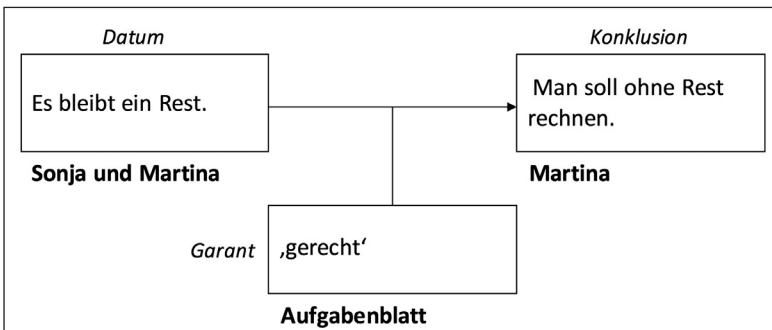 Datum
Konklusion
Es bleibt ein Rest.
Man soll ohne Rest
rechnen.
Sonja und Martina
Martina
Garant
‚gerecht‘
Aufgabenblatt